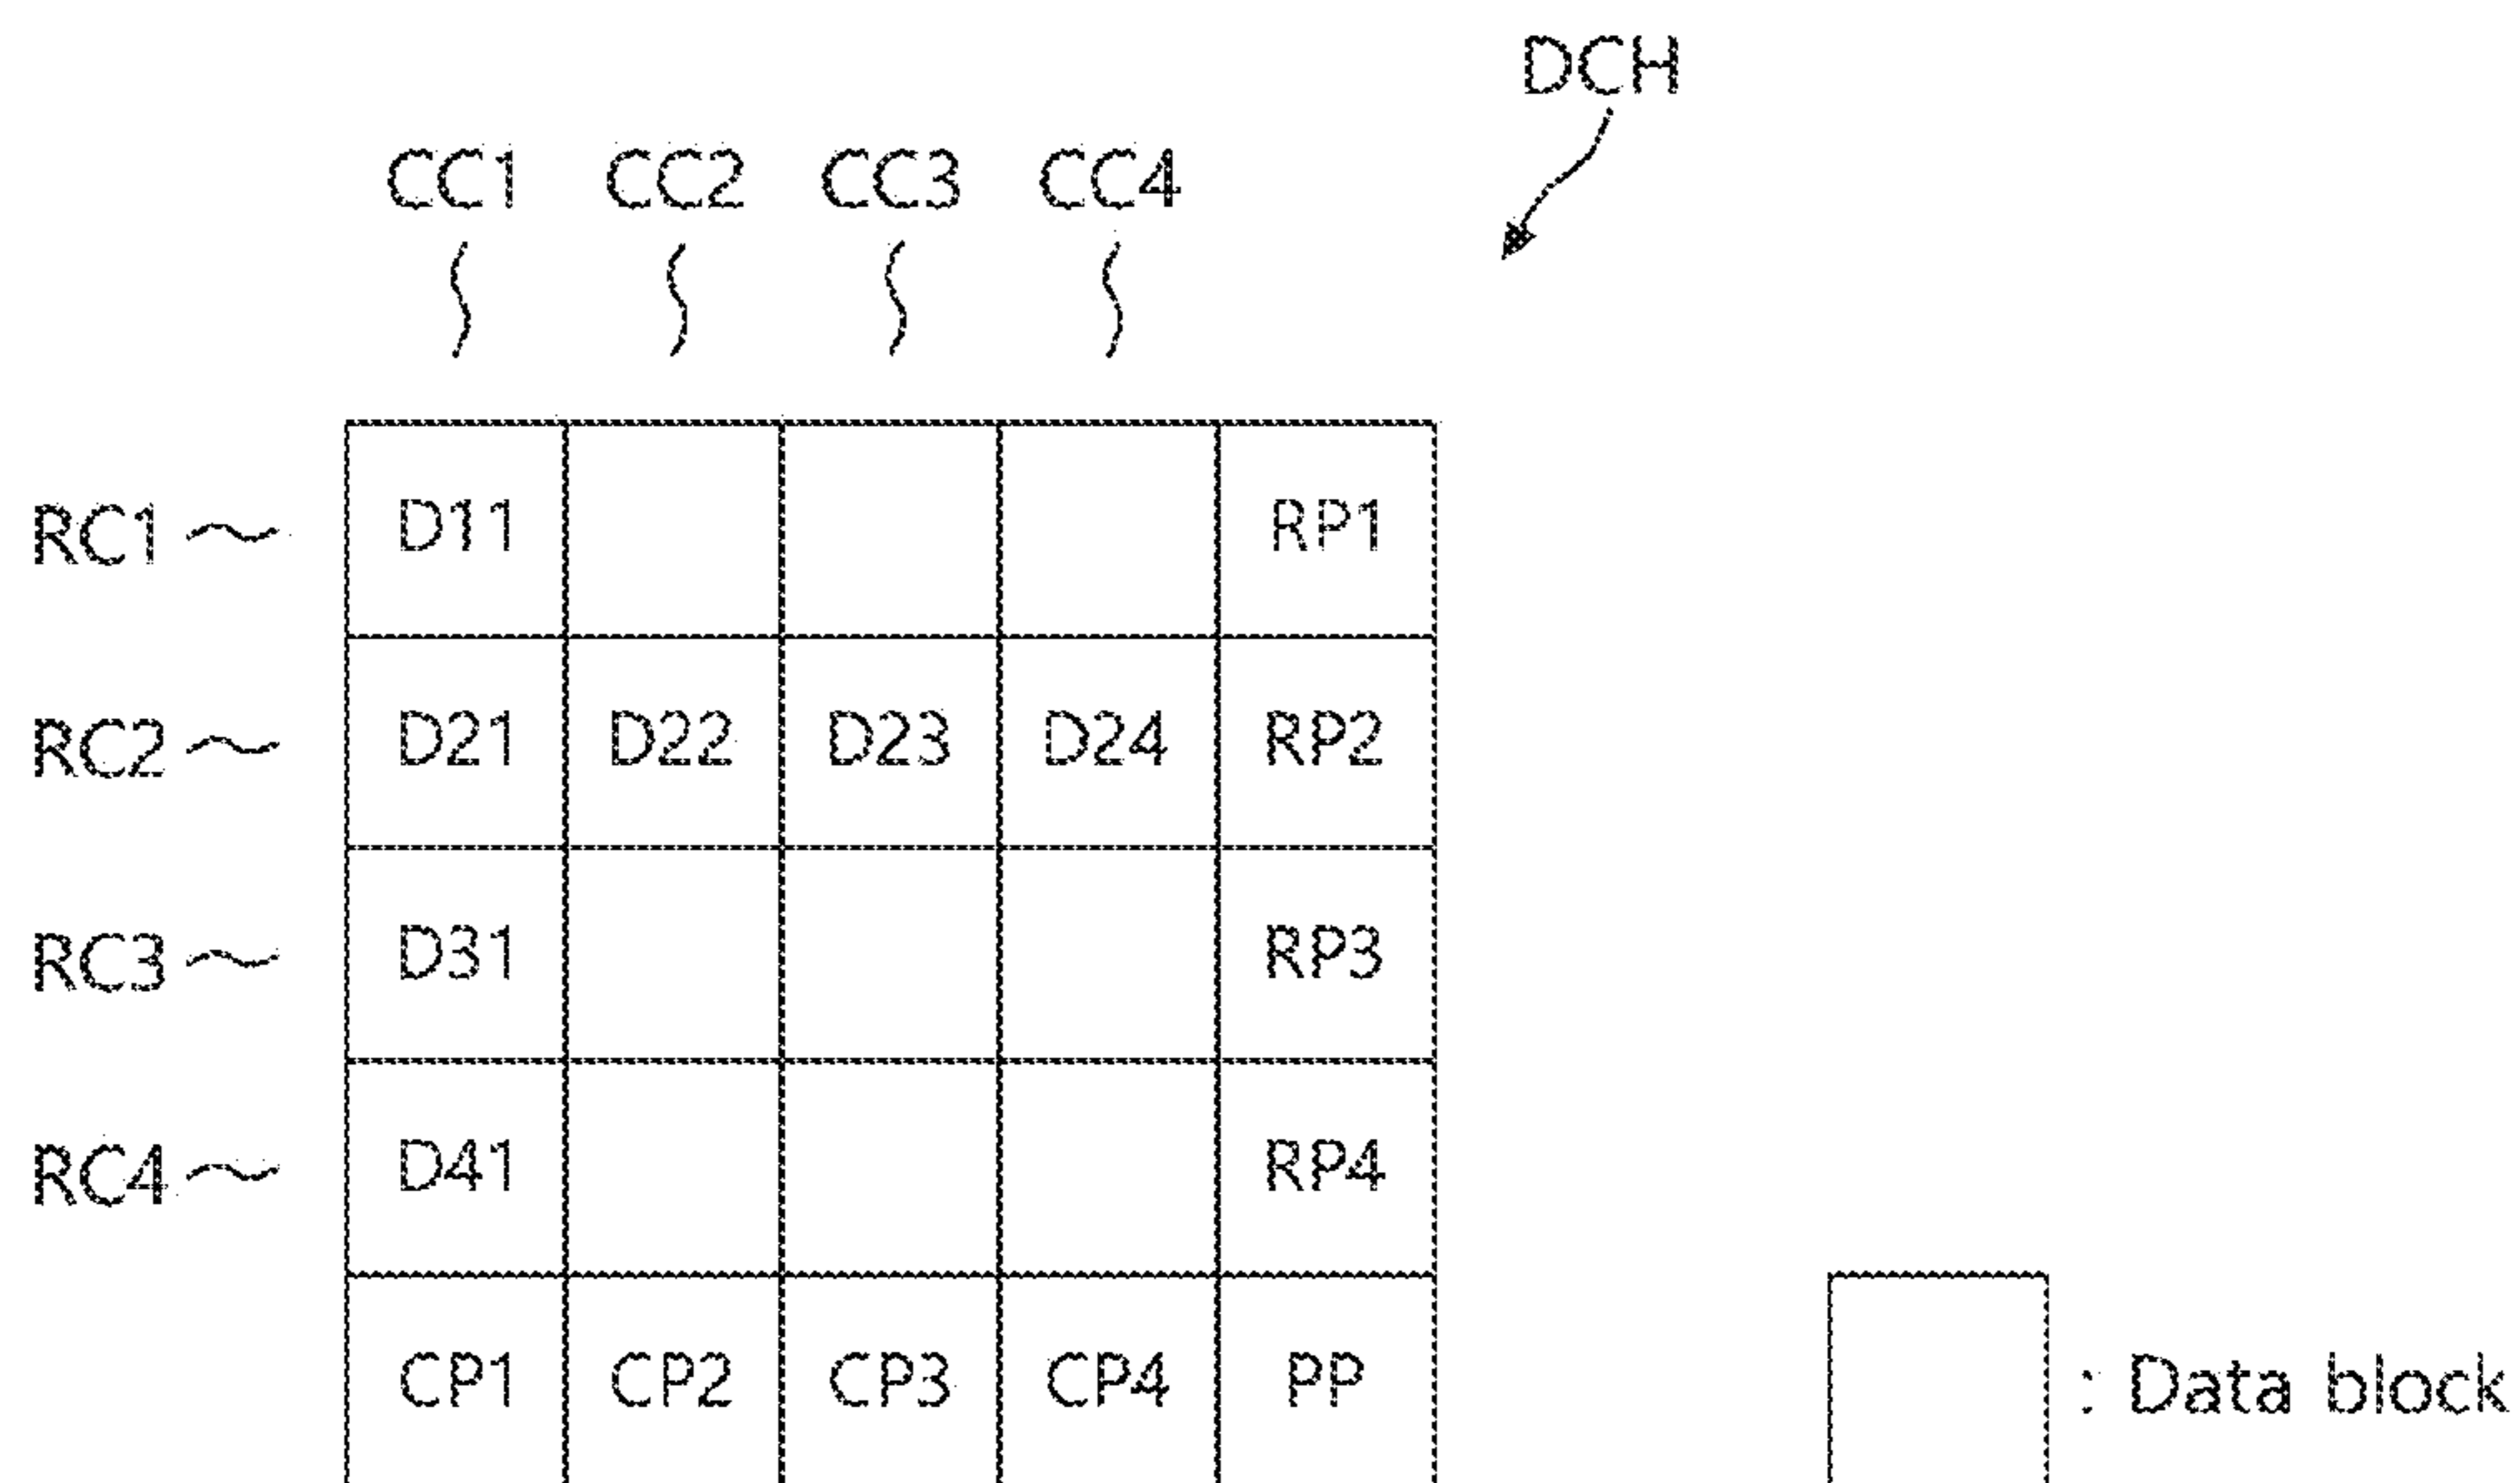 DCH
CC1 CC2 CC3 CC4
RC1 D11 RP1
RC2 D21 D22 D23 D24 RP2
RC3 D31 RP3
RC4 D41 RP4
CP1 CP2 CP3 CP4 PP
: Data block